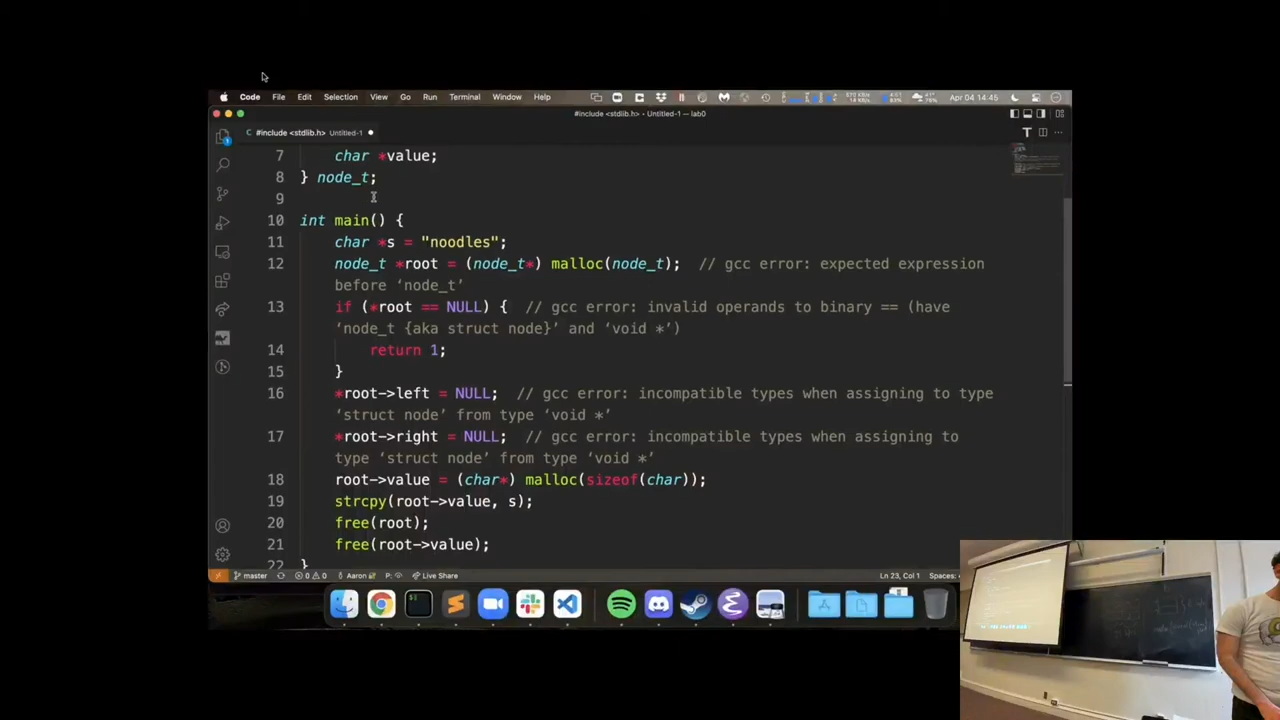 Code File Edit Selection View Go Run Terminal Window Help Apr 04 14:45
#include <stdlib.h> Untitled-1 — lab0
#include <stdlib.h> Untitled-1
7 char *value;
8 } node_t;
9
10 int main() {
11 char *s = "noodles";
12 node_t *root = (node_t*) malloc(node_t); // gcc error: expected expression
before ‘node_t’
13 if (*root == NULL) { // gcc error: invalid operands to binary == (have
‘node_t {aka struct node}’ and ‘void *’)
14 return 1;
15 }
16 *root->left = NULL; // gcc error: incompatible types when assigning to type
‘struct node’ from type ‘void *’
17 *root->right = NULL; // gcc error: incompatible types when assigning to
type ‘struct node’ from type ‘void *’
18 root->value = (char*) malloc(sizeof(char));
19 strcpy(root->value, s);
20 free(root);
21 free(root->value);
22 }
master 0 0 Aaron P: Live Share Ln 23, Col 1 Spaces: